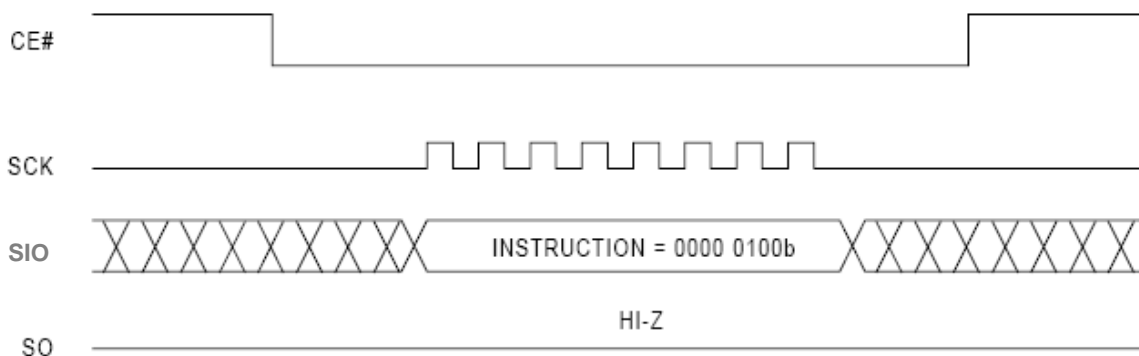 CE#
SCK
SIO
INSTRUCTION = 0000 0100b
HI-Z
SO